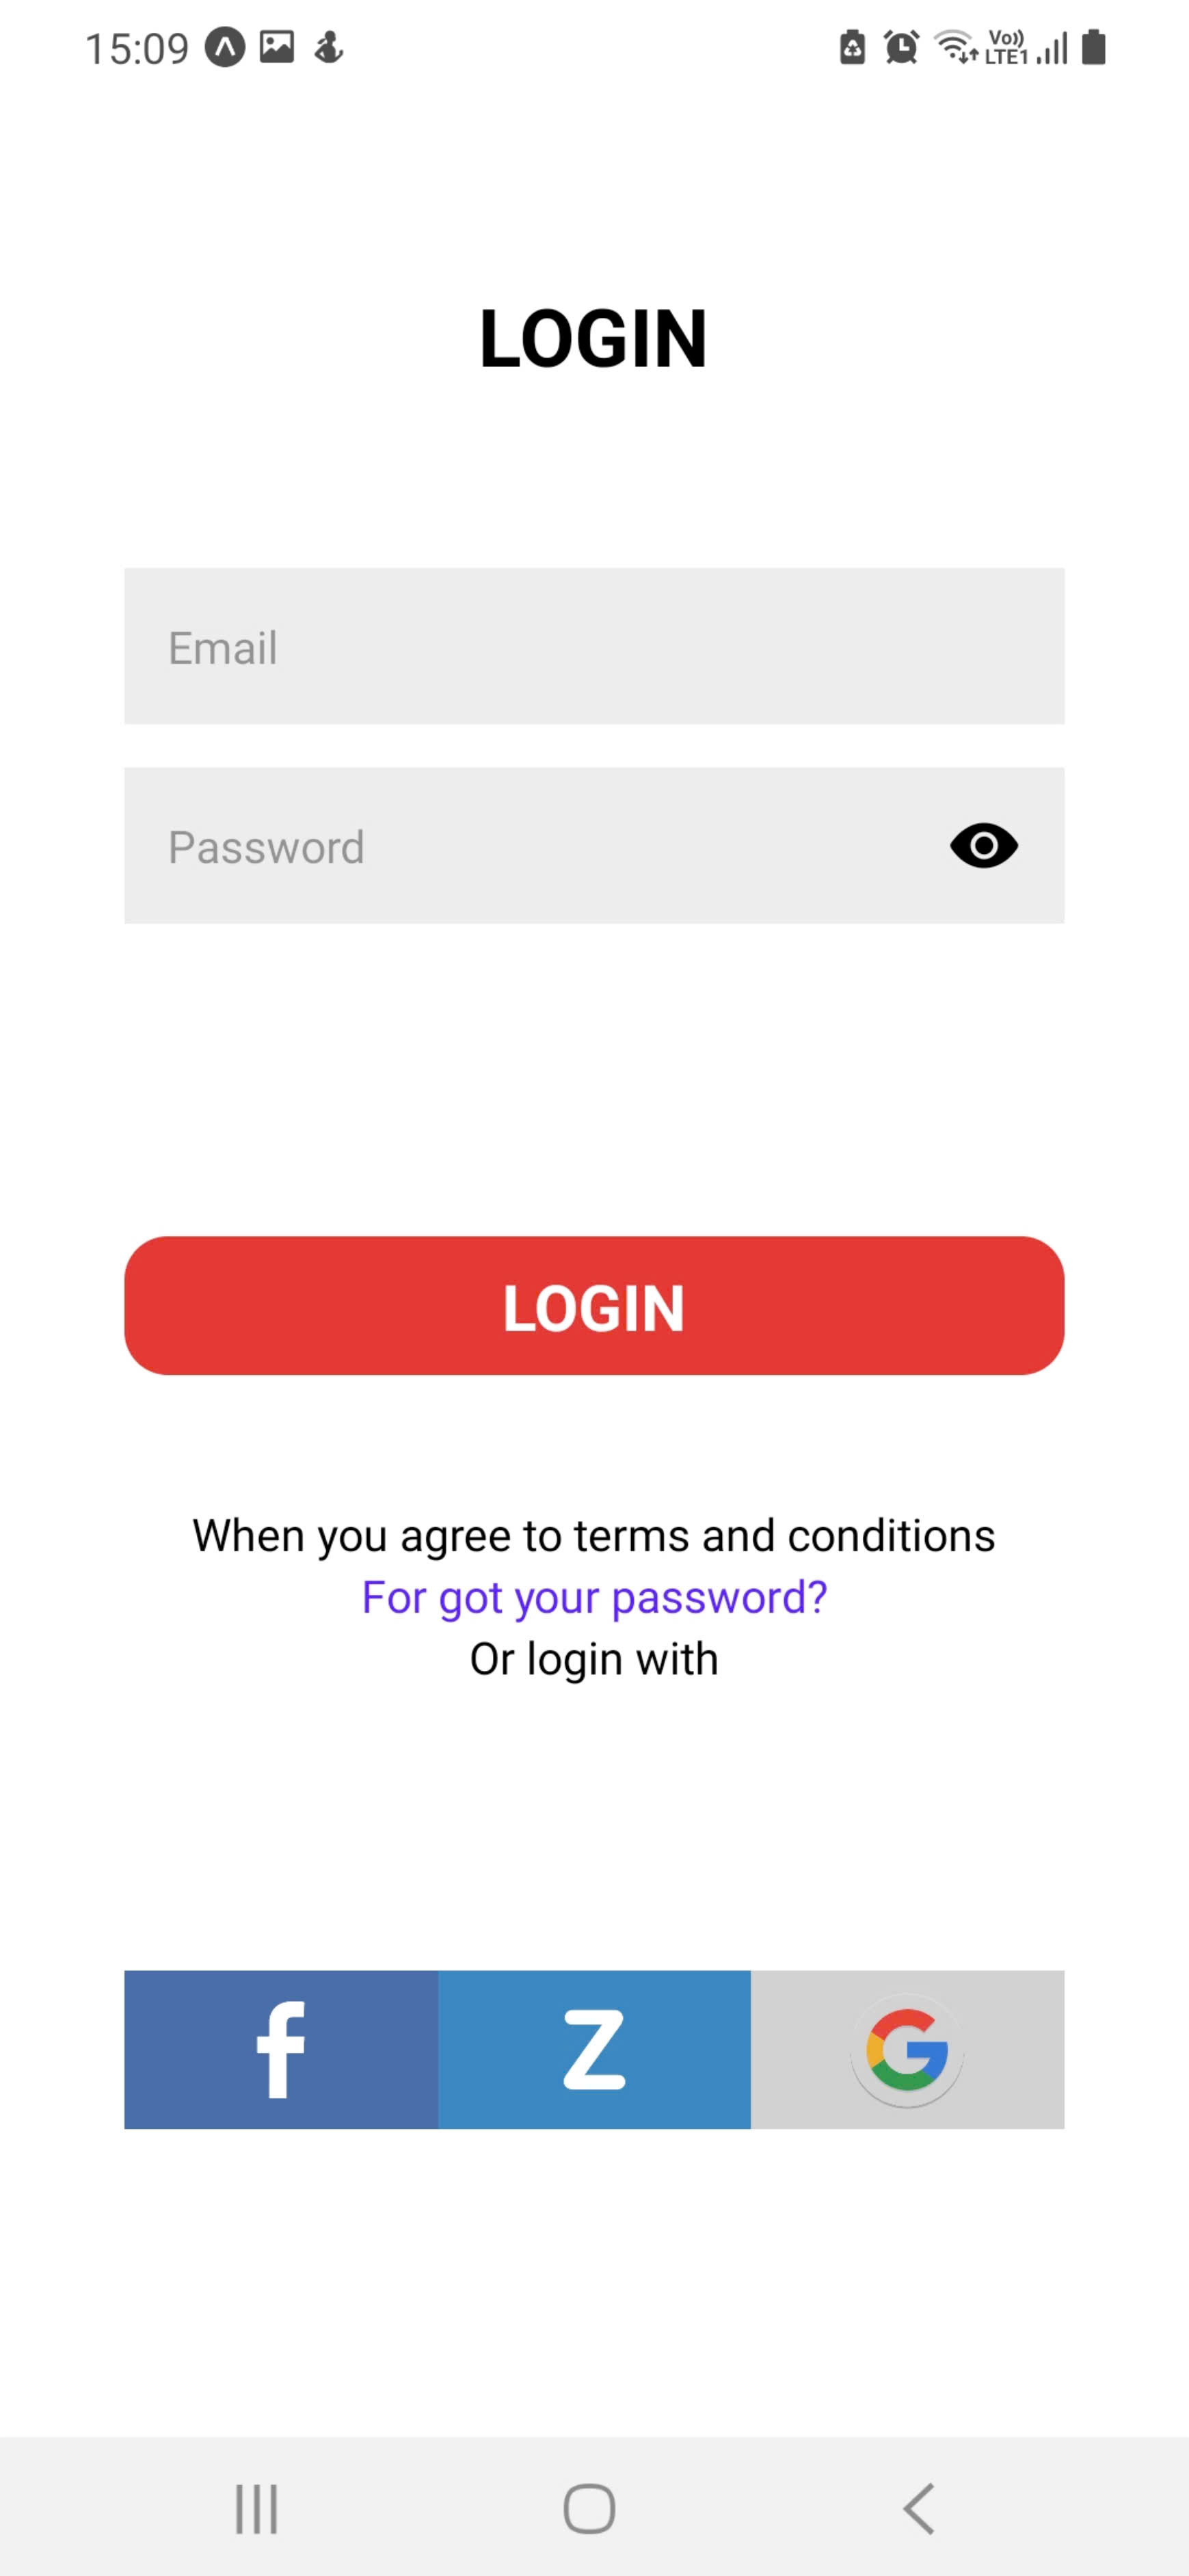 15:09
Vo))
LTE1
LOGIN
Email
Password
LOGIN
When you agree to terms and conditions
For got your password?
Or login with
f
Z
G